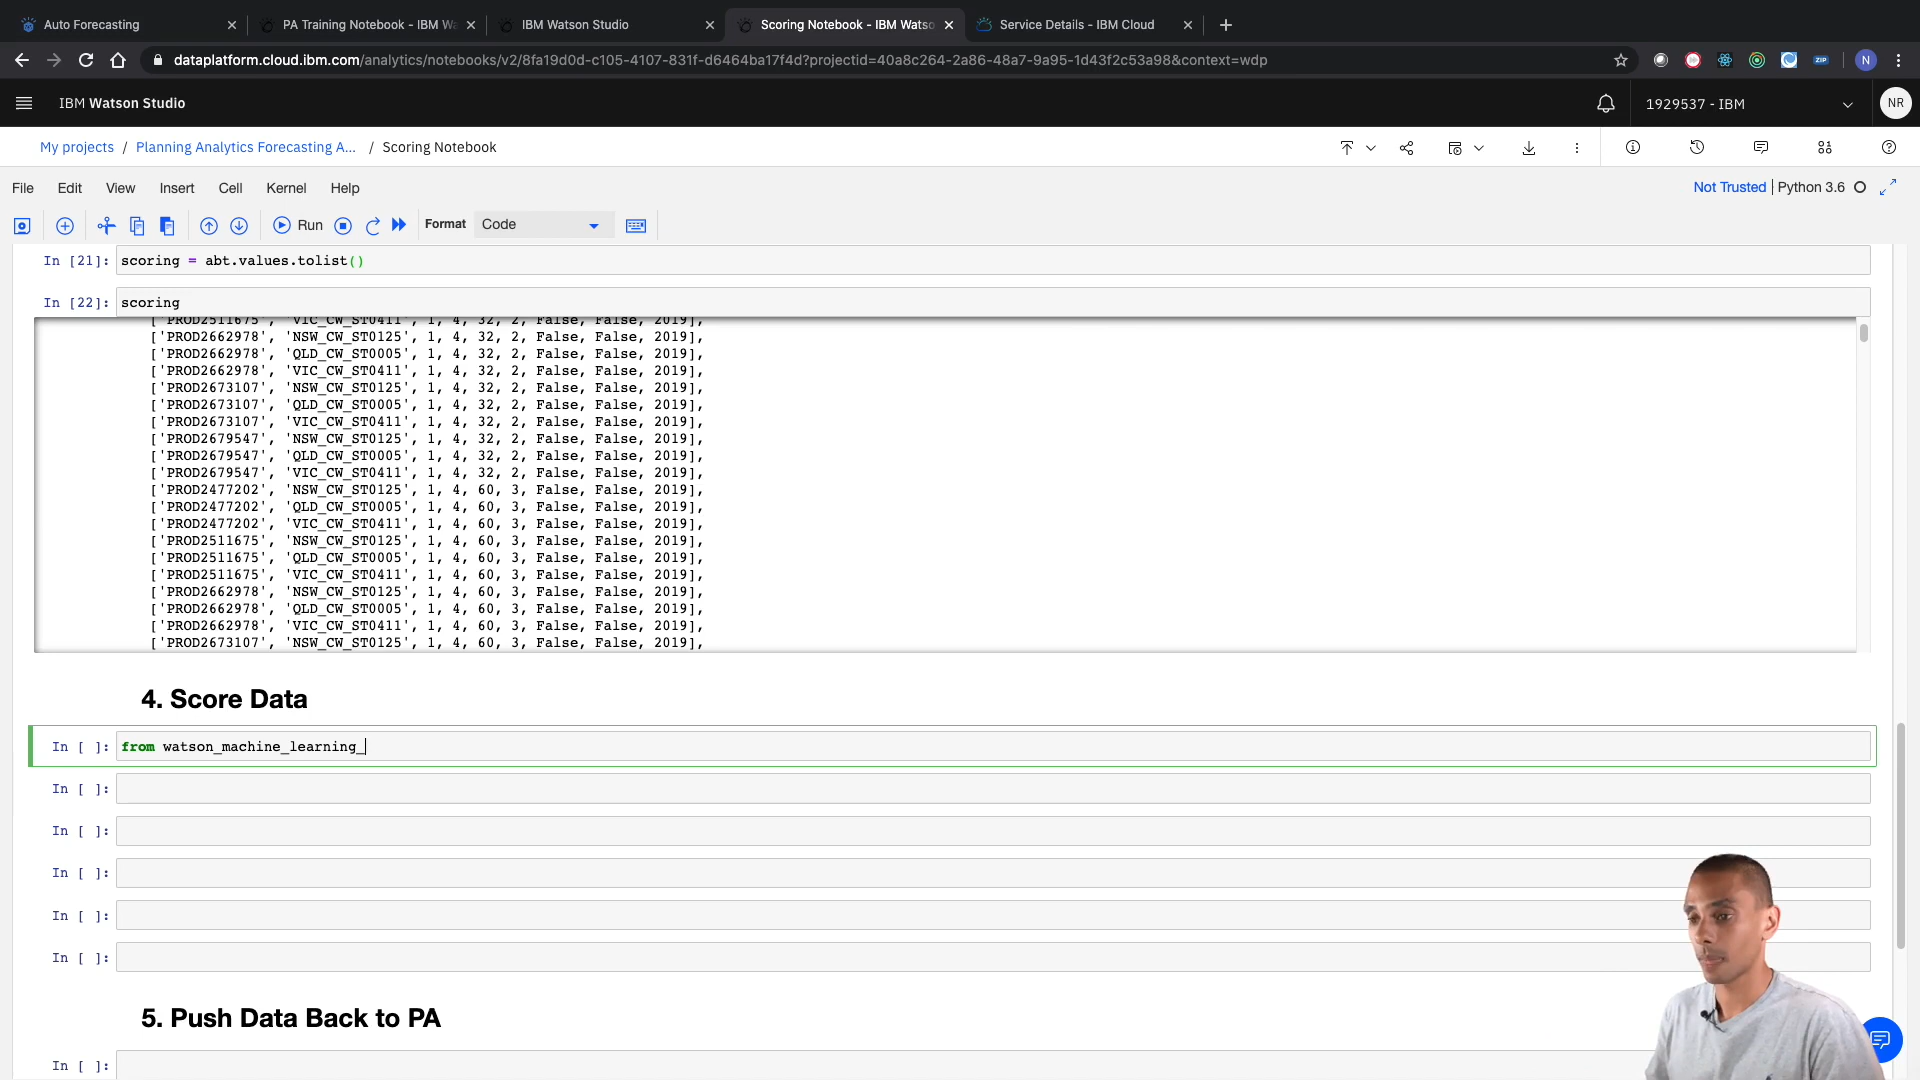 Auto Forecasting
PA Training Notebook - IBM Wa
IBM Watson Studio
Scoring Notebook - IBM Watso
Service Details - IBM Cloud
dataplatform.cloud.ibm.com/analytics/notebooks/v2/8fa19d0d-c105-4107-831f-d6464ba17f4d?projectid=40a8c264-2a86-48a7-9a95-1d43f2c53a98&context=wdp
ZIP
N
IBM Watson Studio
1929537 - IBM
NR
My projects / Planning Analytics Forecasting A... / Scoring Notebook
File Edit View Insert Cell Kernel Help
Not Trusted | Python 3.6
Run
Format
Code
In [21]: scoring = abt.values.tolist()
In [22]: scoring
['PROD2511675', 'VIC_CW_ST0411', 1, 4, 32, 2, False, False, 2019],
['PROD2662978', 'NSW_CW_ST0125', 1, 4, 32, 2, False, False, 2019],
['PROD2662978', 'QLD_CW_ST0005', 1, 4, 32, 2, False, False, 2019],
['PROD2662978', 'VIC_CW_ST0411', 1, 4, 32, 2, False, False, 2019],
['PROD2673107', 'NSW_CW_ST0125', 1, 4, 32, 2, False, False, 2019],
['PROD2673107', 'QLD_CW_ST0005', 1, 4, 32, 2, False, False, 2019],
['PROD2673107', 'VIC_CW_ST0411', 1, 4, 32, 2, False, False, 2019],
['PROD2679547', 'NSW_CW_ST0125', 1, 4, 32, 2, False, False, 2019],
['PROD2679547', 'QLD_CW_ST0005', 1, 4, 32, 2, False, False, 2019],
['PROD2679547', 'VIC_CW_ST0411', 1, 4, 32, 2, False, False, 2019],
['PROD2477202', 'NSW_CW_ST0125', 1, 4, 60, 3, False, False, 2019],
['PROD2477202', 'QLD_CW_ST0005', 1, 4, 60, 3, False, False, 2019],
['PROD2477202', 'VIC_CW_ST0411', 1, 4, 60, 3, False, False, 2019],
['PROD2511675', 'NSW_CW_ST0125', 1, 4, 60, 3, False, False, 2019],
['PROD2511675', 'QLD_CW_ST0005', 1, 4, 60, 3, False, False, 2019],
['PROD2511675', 'VIC_CW_ST0411', 1, 4, 60, 3, False, False, 2019],
['PROD2662978', 'NSW_CW_ST0125', 1, 4, 60, 3, False, False, 2019],
['PROD2662978', 'QLD_CW_ST0005', 1, 4, 60, 3, False, False, 2019],
['PROD2662978', 'VIC_CW_ST0411', 1, 4, 60, 3, False, False, 2019],
['PROD2673107', 'NSW_CW_ST0125', 1, 4, 60, 3, False, False, 2019],
4. Score Data
In [ ]: from watson_machine_learning_
In [ ]:
In [ ]:
In [ ]:
In [ ]:
In [ ]:
5. Push Data Back to PA
In [ ]: